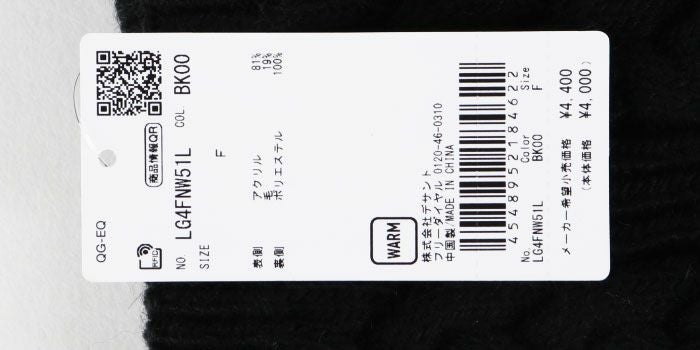 QG-EQ
商品情報QR
RFID
NO. LG4FNW51L COL BK00
SIZE F
表側 アクリル 81%
毛 19%
裏側 ポリエステル 100%
WARM
株式会社デサント
フリーダイヤル 0120-46-0310
中国製/MADE IN CHINA
4548952184622
No. Color Size
LG4FNW51L BK00 F
メーカー希望小売価格 ¥4,400
(本体価格 ¥4,000)